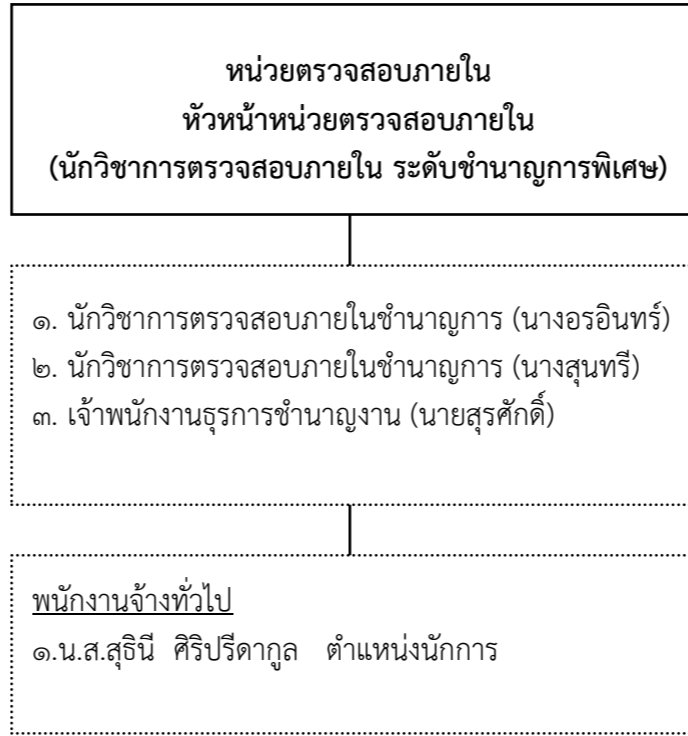 หน่วยตรวจสอบภายใน
หัวหน้าหน่วยตรวจสอบภายใน
(นักวิชาการตรวจสอบภายใน ระดับชำนาญการพิเศษ)
๑. นักวิชาการตรวจสอบภายในชำนาญการ (นางอรอินทร์)
๒. นักวิชาการตรวจสอบภายในชำนาญการ (นางสุนทรี)
๓. เจ้าพนักงานธุรการชำนาญงาน (นายสุรศักดิ์)
พนักงานจ้างทั่วไป
๑.น.ส.สุธินี ศิริปรีดากูล ตำแหน่งนักการ